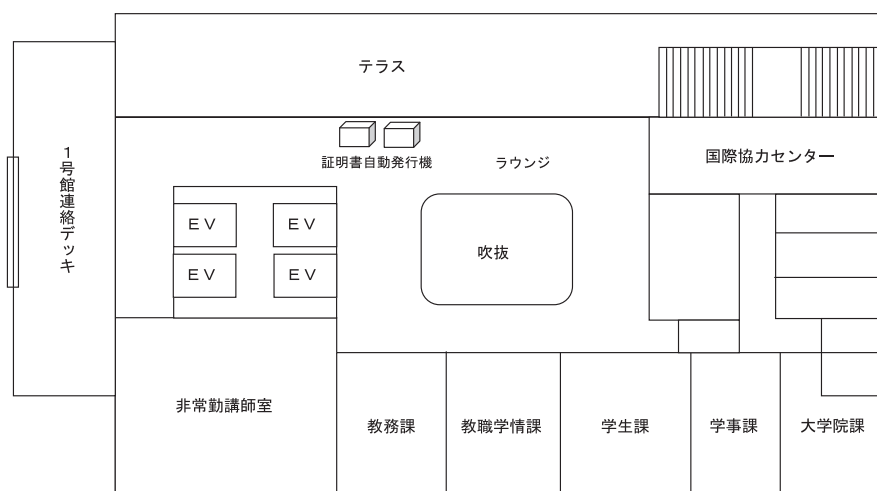 テラス
1号館連絡デッキ
証明書自動発行機
ラウンジ
国際協力センター
EV
EV
EV
EV
吹抜
非常勤講師室
教務課
教職学情課
学生課
学事課
大学院課